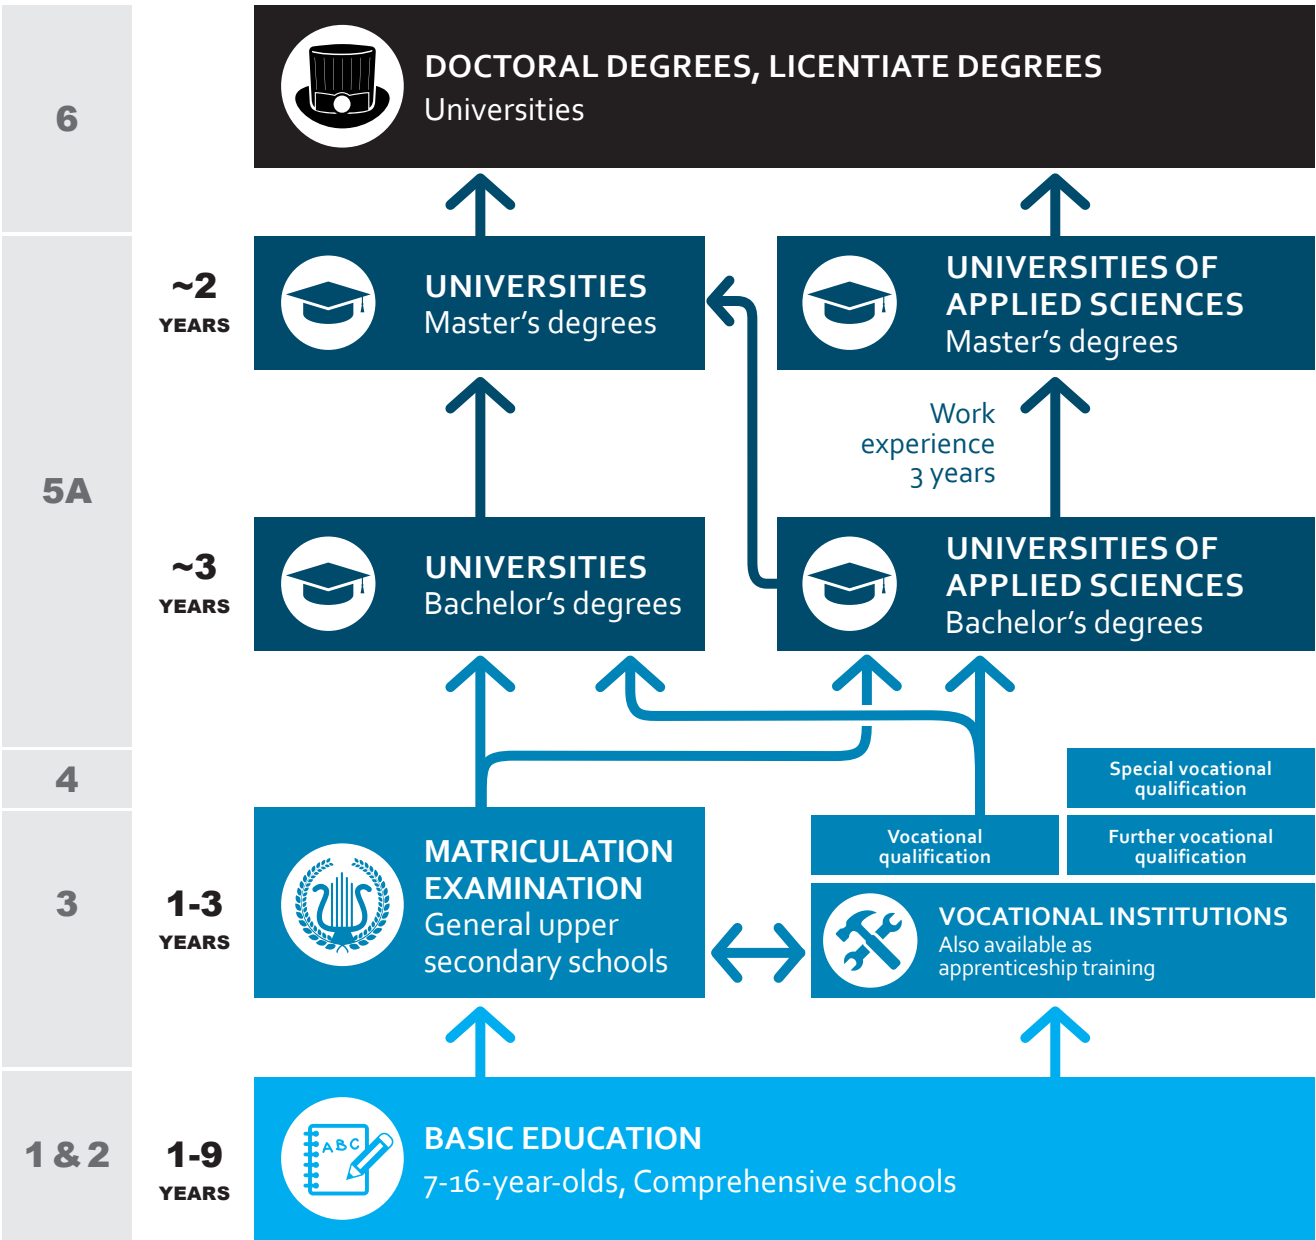 6
DOCTORAL DEGREES, LICENTIATE DEGREES
Universities
5A
~2
YEARS
UNIVERSITIES
Master's degrees
UNIVERSITIES OF
APPLIED SCIENCES
Master's degrees
Work
experience
3 years
~3
YEARS
UNIVERSITIES
Bachelor's degrees
UNIVERSITIES OF
APPLIED SCIENCES
Bachelor's degrees
4
Special vocational
qualification
3
1-3
YEARS
MATRICULATION
EXAMINATION
General upper
secondary schools
Vocational
qualification
Further vocational
qualification
VOCATIONAL INSTITUTIONS
Also available as
apprenticeship training
1 & 2
1-9
YEARS
ABC
BASIC EDUCATION
7-16-year-olds, Comprehensive schools